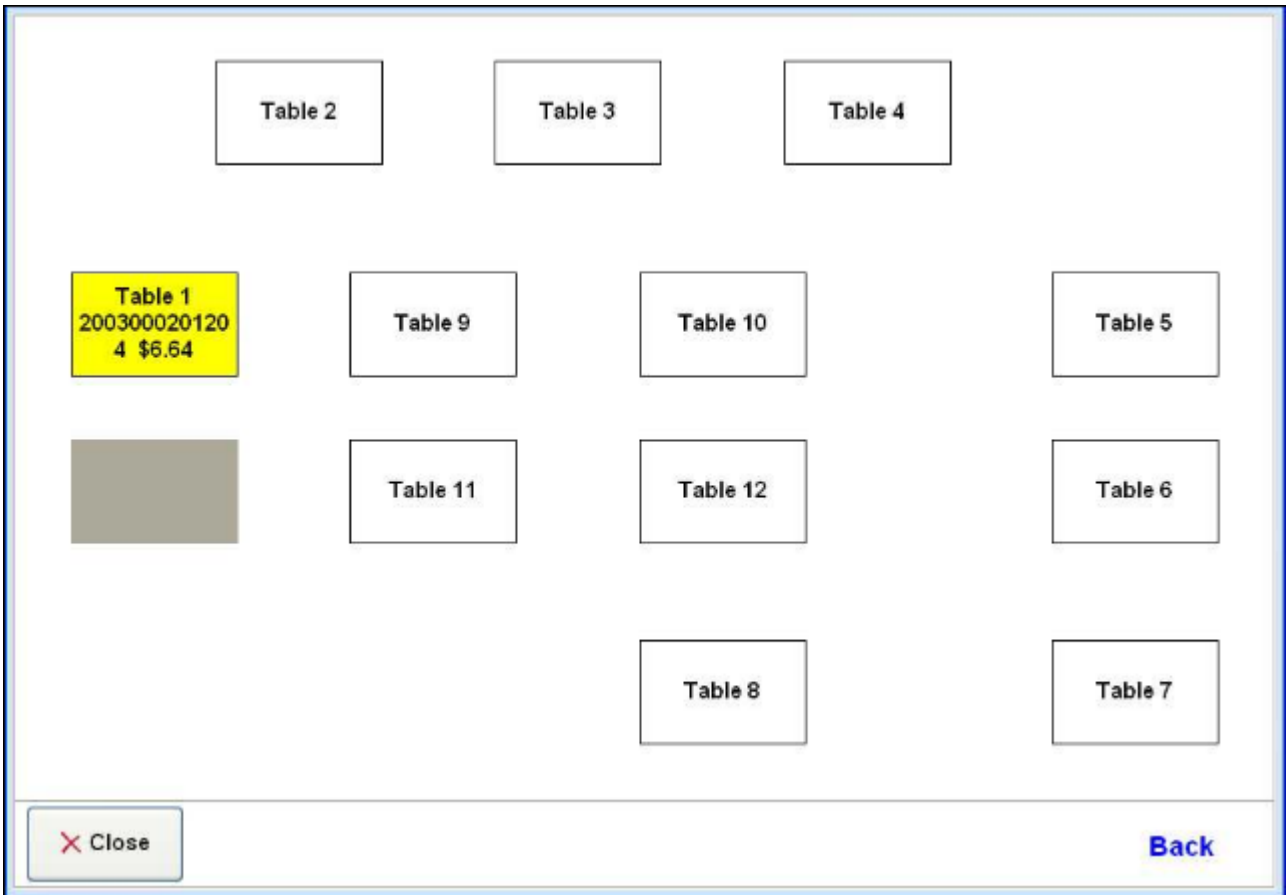 Table 2
Table 3
Table 4
Table 1
200300020120
4 $6.64
Table 9
Table 10
Table 5
Table 11
Table 12
Table 6
Table 8
Table 7
Close
Back